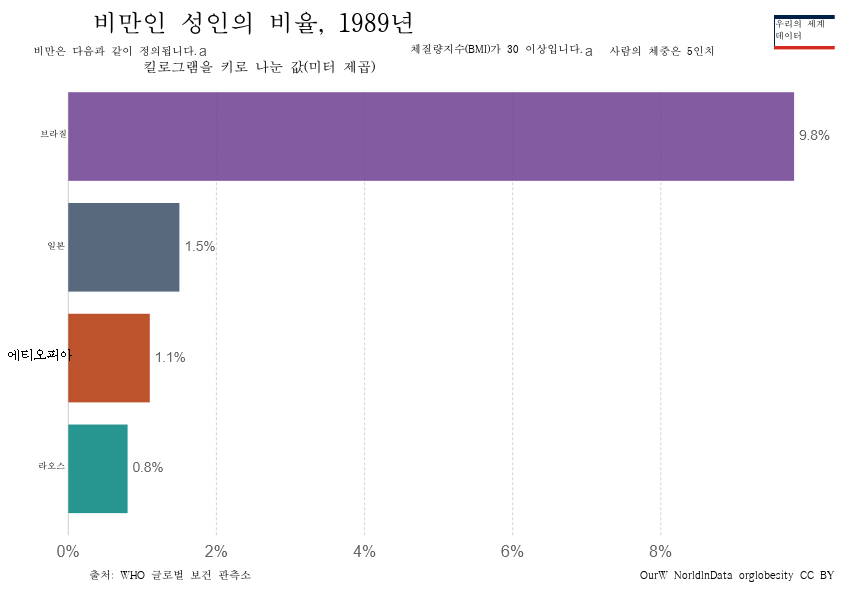 비만인 성인의 비율, 1989년
우리의 세계
데이터
비만은 다음과 같이 정의됩니다.a 체질량지수(BMI)가 30 이상입니다.a 사람의 체중은 5인치
킬로그램을 키로 나눈 값(미터 제곱)
브라질 9.8%
일본 1.5%
에티오피아 1.1%
라오스 0.8%
0% 2% 4% 6% 8%
출처: WHO 글로벌 보건 관측소 OurW NorldInData orglobesity CC BY